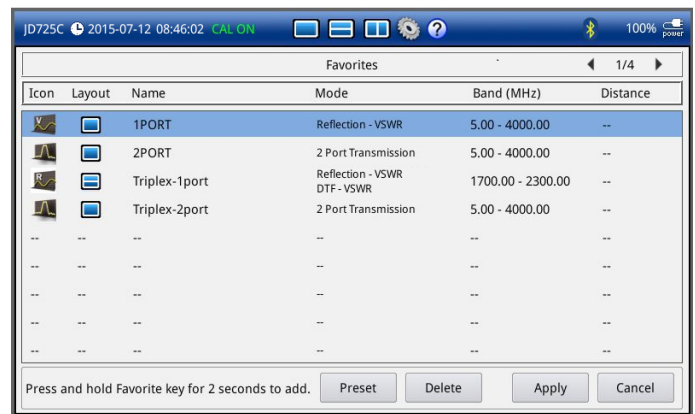 JD725C 2015-07-12 08:46:02 CAL ON ? 100% power
Favorites 1/4
Icon Layout Name Mode Band (MHz) Distance
V 1PORT Reflection - VSWR 5.00 - 4000.00 --
2PORT 2 Port Transmission 5.00 - 4000.00 --
R Triplex-1port Reflection - VSWR 1700.00 - 2300.00 --
DTF - VSWR
Triplex-2port 2 Port Transmission 5.00 - 4000.00 --
-- -- -- -- -- --
-- -- -- -- -- --
-- -- -- -- -- --
-- -- -- -- -- --
-- -- -- -- -- --
Press and hold Favorite key for 2 seconds to add. Preset Delete Apply Cancel